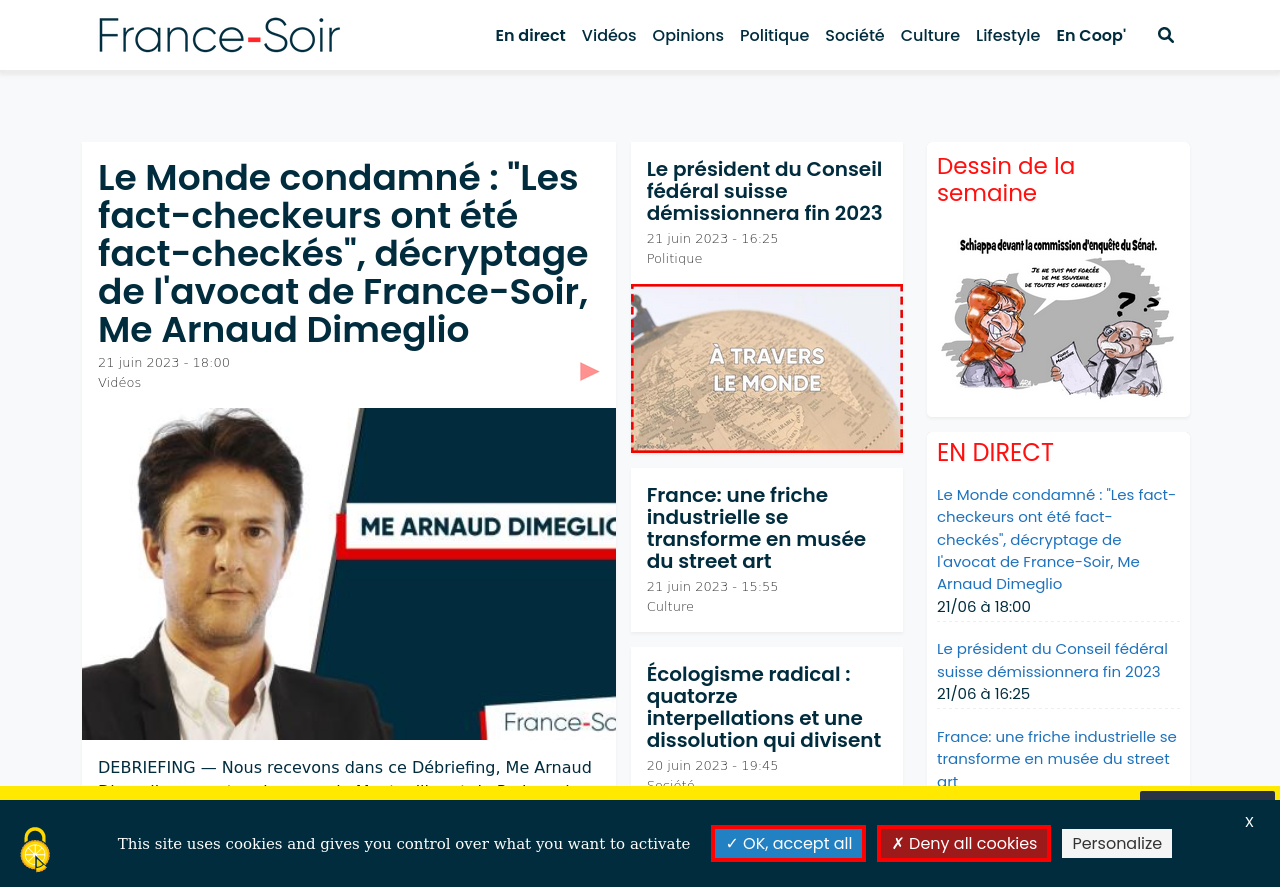 France-Soir
En direct Vidéos Opinions Politique Société Culture Lifestyle En Coop'
Le Monde condamné : "Les
fact-checkeurs ont été
fact-checkés", décryptage
de l'avocat de France-Soir,
Me Arnaud Dimeglio
21 juin 2023 - 18:00
Vidéos
ME ARNAUD DIMEGLIO
France-So
DEBRIEFING — Nous recevons dans ce Débriefing, Me Arnaud
Le président du Conseil
fédéral suisse
démissionnera fin 2023
21 juin 2023 - 16:25
Politique
À TRAVERS
LE MONDE
France-Soir
France: une friche
industrielle se
transforme en musée
du street art
21 juin 2023 - 15:55
Culture
Écologisme radical :
quatorze
interpellations et une
dissolution qui divisent
20 juin 2023 - 19:45
Société
Dessin de la
semaine
Schiappa devant la commission d'enquête du Sénat.
Je ne suis pas forcée
de me souvenir
de toutes mes conneries !
? ?
EN DIRECT
Le Monde condamné : "Les fact-
checkeurs ont été fact-
checkés", décryptage de
l'avocat de France-Soir, Me
Arnaud Dimeglio
21/06 à 18:00
Le président du Conseil fédéral
suisse démissionnera fin 2023
21/06 à 16:25
France: une friche industrielle se
transforme en musée du street
art
X
This site uses cookies and gives you control over what you want to activate
✓ OK, accept all ✗ Deny all cookies Personalize